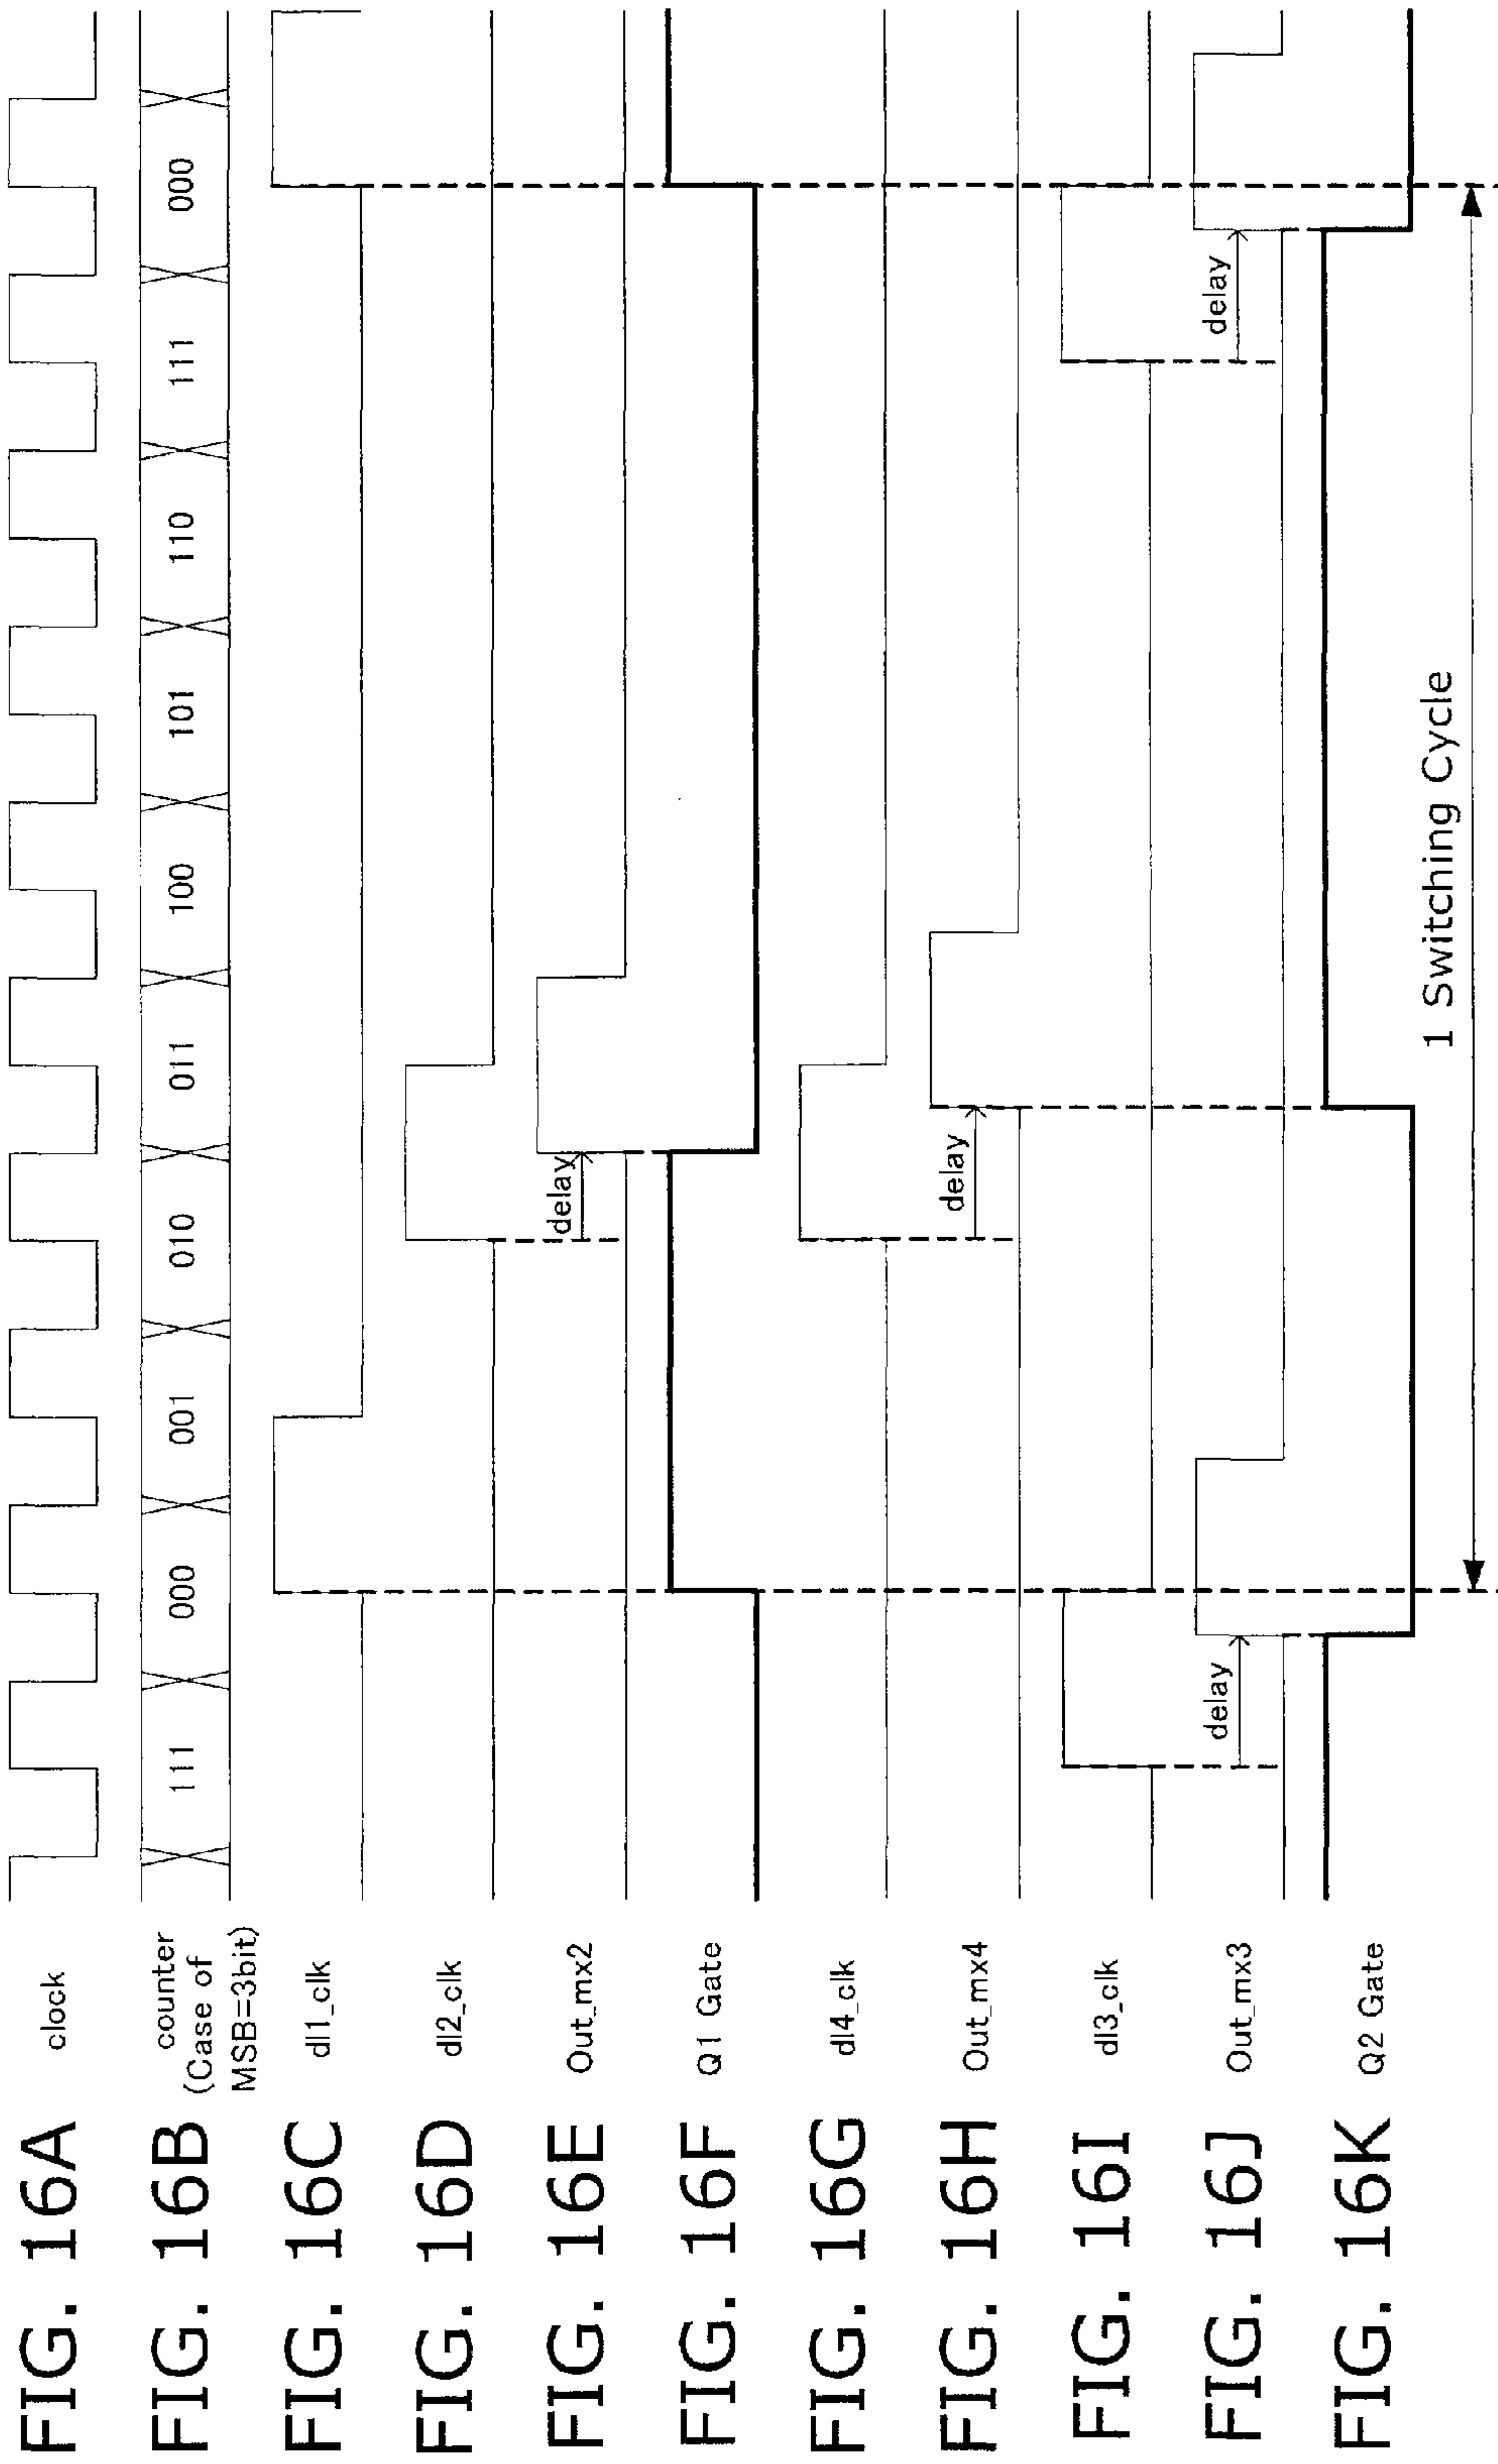 FIG. 16A clock
FIG. 16B counter
(Case of
MSB=3bit)
111 000 001 010 011 100 101 110 111 000
FIG. 16C dl1_clk
FIG. 16D dl2_clk
FIG. 16E Out_mx2
delay
FIG. 16F Q1 Gate
FIG. 16G dl4_clk
FIG. 16H Out_mx4
delay
FIG. 16I dl3_clk
FIG. 16J Out_mx3
delay delay
FIG. 16K Q2 Gate
1 Switching Cycle